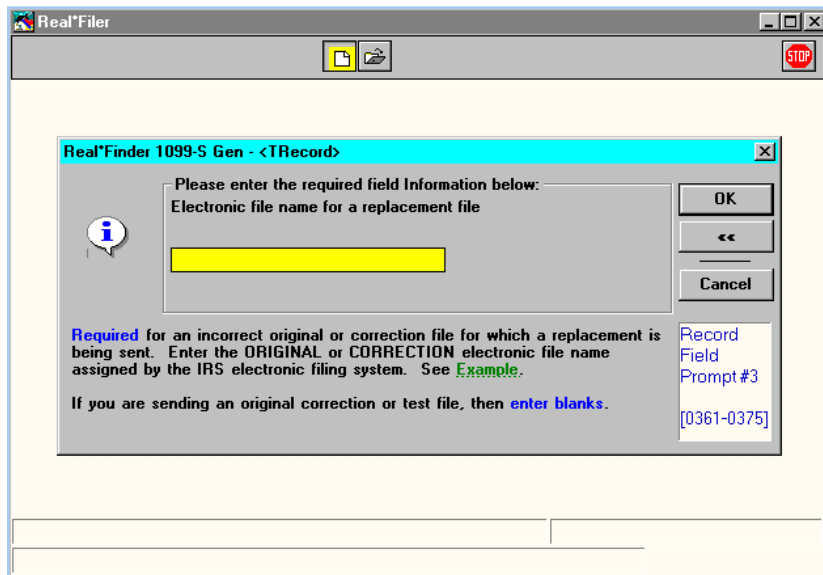 Real*Filer
STOP
Real*Finder 1099-S Gen - <TRecord>
Please enter the required field Information below:
Electronic file name for a replacement file
OK
<<
Cancel
Required for an incorrect original or correction file for which a replacement is
being sent. Enter the ORIGINAL or CORRECTION electronic file name
assigned by the IRS electronic filing system. See Example.
If you are sending an original correction or test file, then enter blanks.
Record
Field
Prompt #3
[0361-0375]